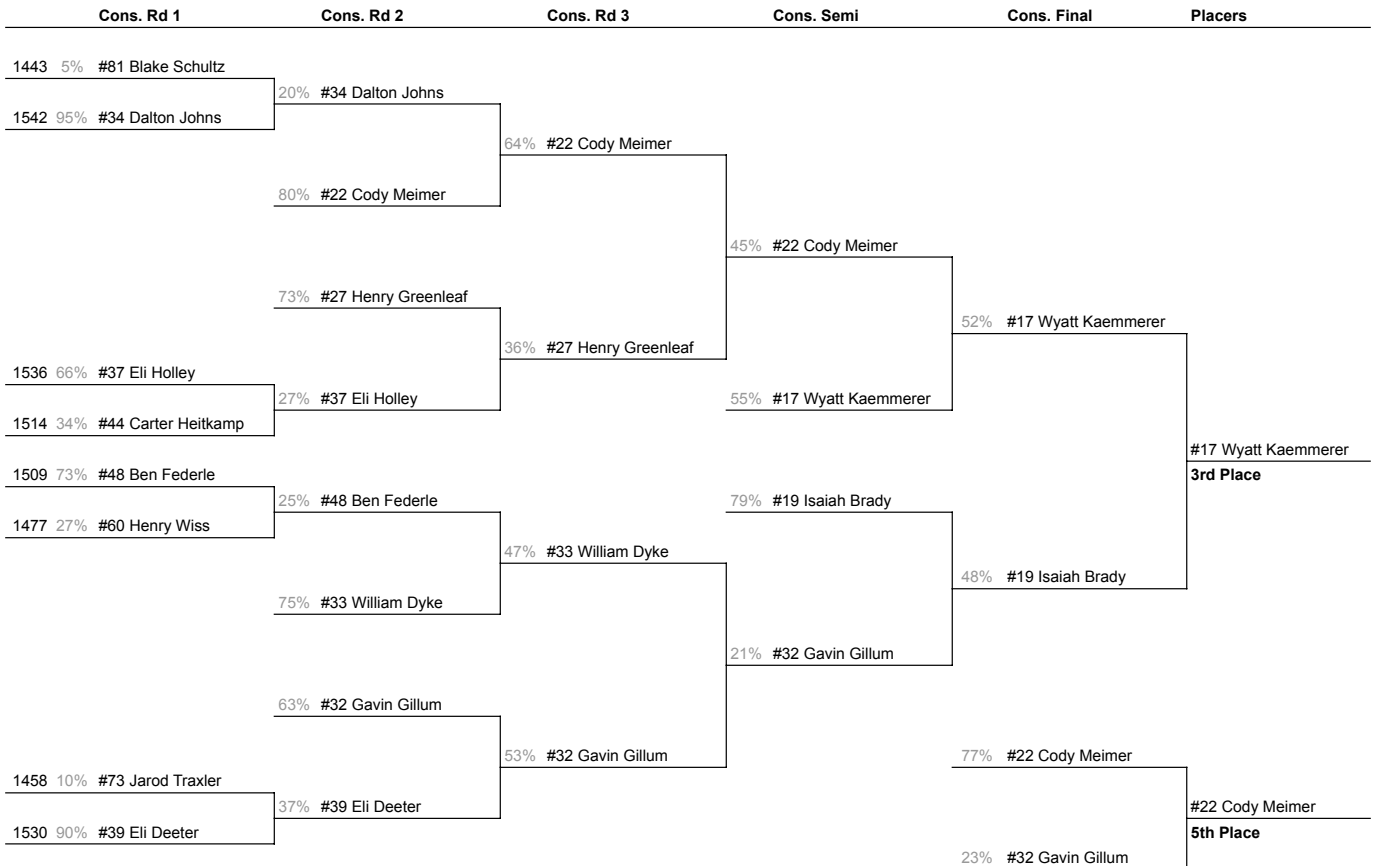 Cons. Rd 1 Cons. Rd 2 Cons. Rd 3 Cons. Semi Cons. Final Placers
1443 5% #81 Blake Schultz
20% #34 Dalton Johns
1542 95% #34 Dalton Johns
64% #22 Cody Meimer
80% #22 Cody Meimer
45% #22 Cody Meimer
73% #27 Henry Greenleaf
52% #17 Wyatt Kaemmerer
36% #27 Henry Greenleaf
1536 66% #37 Eli Holley
27% #37 Eli Holley
55% #17 Wyatt Kaemmerer
1514 34% #44 Carter Heitkamp
#17 Wyatt Kaemmerer
1509 73% #48 Ben Federle
3rd Place
25% #48 Ben Federle
79% #19 Isaiah Brady
1477 27% #60 Henry Wiss
47% #33 William Dyke
48% #19 Isaiah Brady
75% #33 William Dyke
21% #32 Gavin Gillum
63% #32 Gavin Gillum
53% #32 Gavin Gillum
77% #22 Cody Meimer
1458 10% #73 Jarod Traxler
37% #39 Eli Deeter
#22 Cody Meimer
1530 90% #39 Eli Deeter
5th Place
23% #32 Gavin Gillum